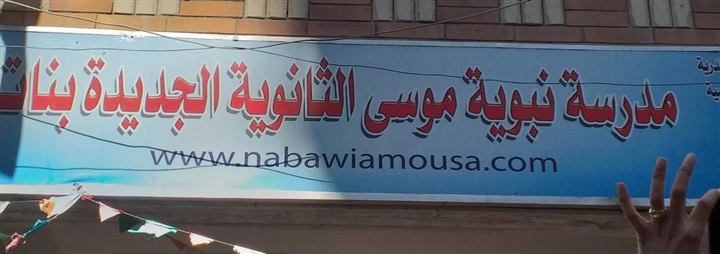 مدرسة نبوية موسى الثانوية الجديدة بنات
www.nabawiamousa.com